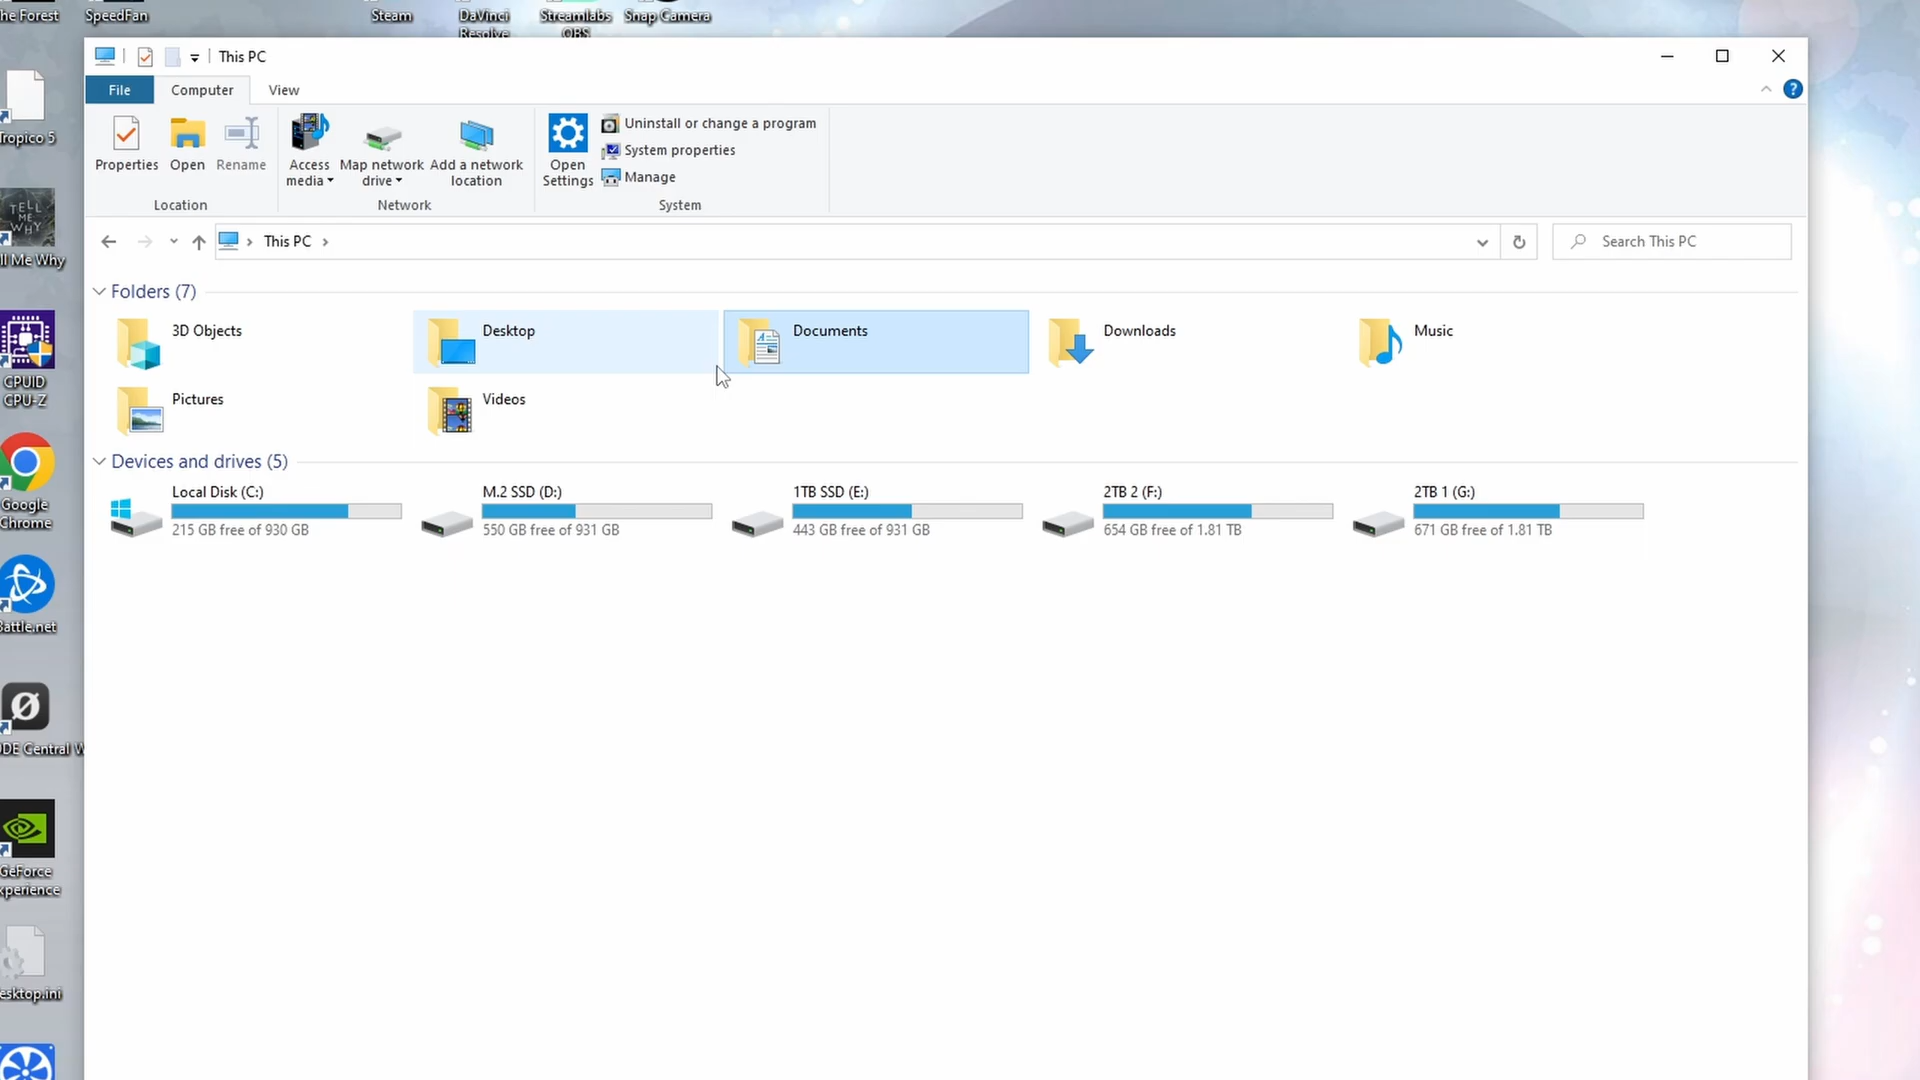 he Forest
SpeedFan
Steam
DaVinci
Resolve
Streamlabs
OBS
Snap Camera
This PC
File
Computer
View
Properties
Open
Rename
Access
media
Map network
drive
Add a network
location
Open
Settings
Uninstall or change a program
System properties
Manage
Location
Network
System
This PC
Search This PC
Folders (7)
3D Objects
Desktop
Documents
Downloads
Music
Pictures
Videos
Devices and drives (5)
Local Disk (C:)
215 GB free of 930 GB
M.2 SSD (D:)
550 GB free of 931 GB
1TB SSD (E:)
443 GB free of 931 GB
2TB 2 (F:)
654 GB free of 1.81 TB
2TB 1 (G:)
671 GB free of 1.81 TB
Tropico 5
TELL
ME
WHY
ll Me Why
CPUID
CPU-Z
Google
Chrome
Battle.net
ODE Central W
GeForce
xperience
esktop.ini